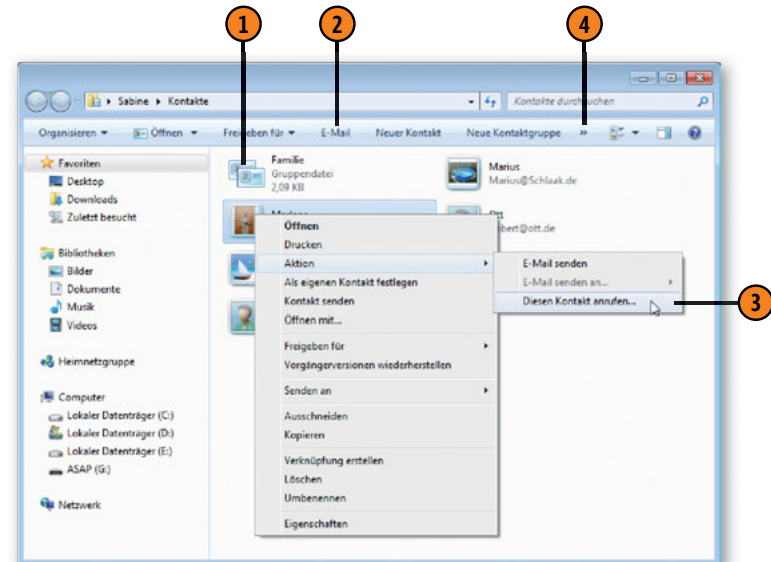 1 2 4
Sabine ▸ Kontakte
Kontakte durchsuchen
Organisieren Öffnen Freigeben für E-Mail Neuer Kontakt Neue Kontaktgruppe »
Favoriten
Desktop
Downloads
Zuletzt besucht
Bibliotheken
Bilder
Dokumente
Musik
Videos
Heimnetzgruppe
Computer
Lokaler Datenträger (C:)
Lokaler Datenträger (D:)
Lokaler Datenträger (E:)
ASAP (G:)
Netzwerk
Familie
Gruppendatei
2,09 KB
Marius
Marius@Schlaak.de
Ott
bert@ott.de
Öffnen
Drucken
Aktion
Als eigenen Kontakt festlegen
Kontakt senden
Öffnen mit...
Freigeben für
Vorgängerversionen wiederherstellen
Senden an
Ausschneiden
Kopieren
Verknüpfung erstellen
Löschen
Umbenennen
Eigenschaften
E-Mail senden
E-Mail senden an...
Diesen Kontakt anrufen...
3